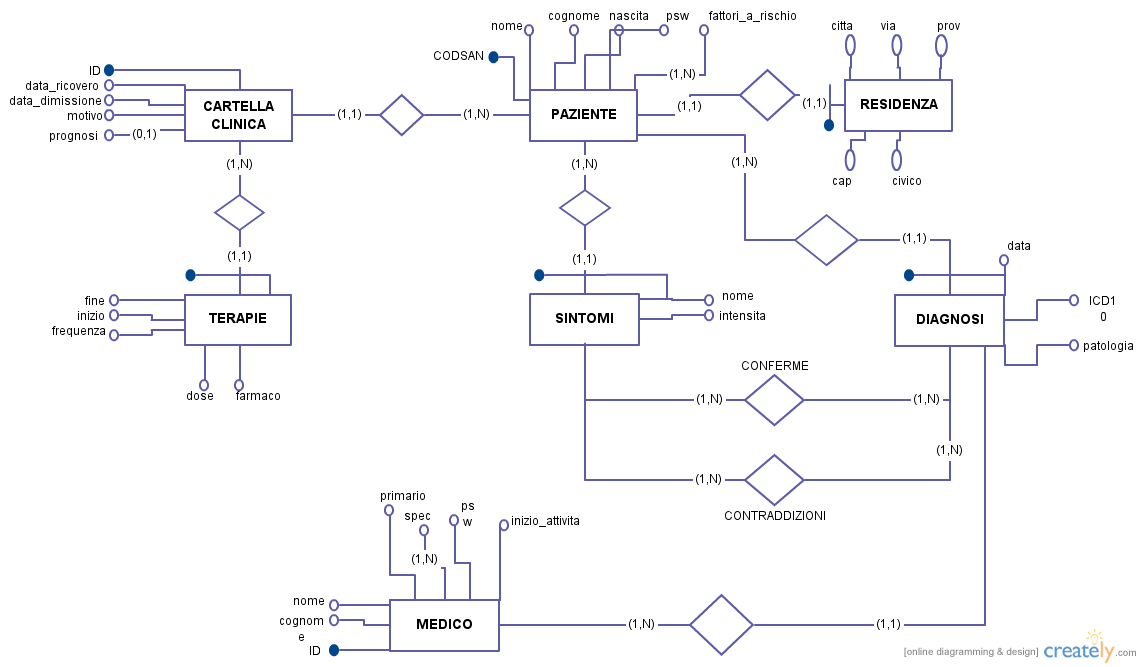 nome
cognome
nascita
psw
fattori_a_rischio
CODSAN
(1,N)
citta
via
prov
ID
data_ricovero
data_dimissione
motivo
prognosi
(0,1)
CARTELLA
CLINICA
(1,1)
(1,N)
PAZIENTE
(1,1)
(1,1)
RESIDENZA
cap
civico
(1,N)
(1,N)
(1,N)
(1,1)
(1,1)
(1,1)
data
fine
inizio
frequenza
TERAPIE
dose
farmaco
SINTOMI
nome
intensita
DIAGNOSI
ICD1
0
patologia
CONFERME
(1,N)
(1,N)
(1,N)
(1,N)
CONTRADDIZIONI
primario
spec
ps
w
inizio_attivita
(1,N)
nome
cognom
e
ID
MEDICO
(1,N)
(1,1)
[online diagramming & design] creately.com